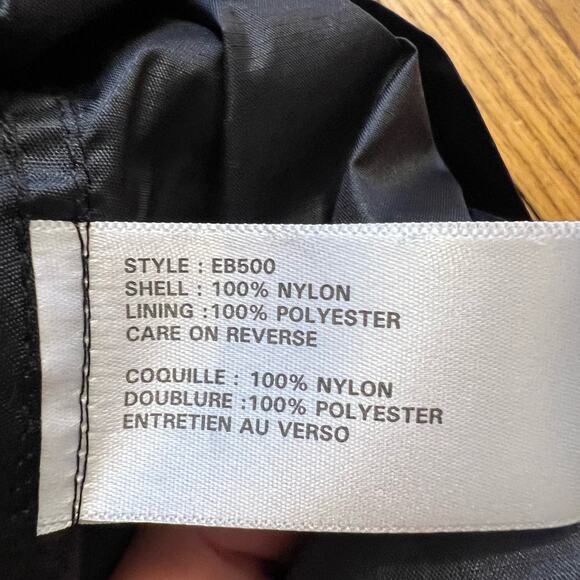 STYLE : EB500
SHELL : 100% NYLON
LINING :100% POLYESTER
CARE ON REVERSE
COQUILLE : 100% NYLON
DOUBLURE :100% POLYESTER
ENTRETIEN AU VERSO